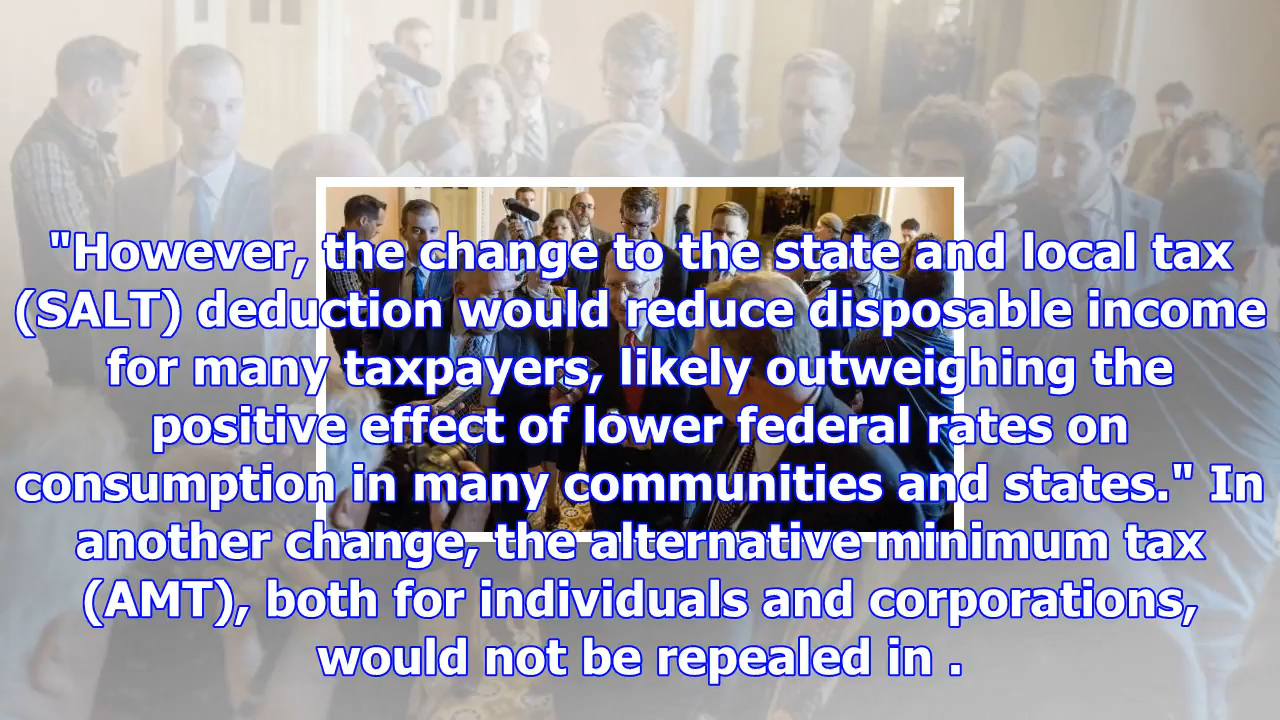 "However, the change to the state and local tax
(SALT) deduction would reduce disposable income
for many taxpayers, likely outweighing the
positive effect of lower federal rates on
consumption in many communities and states." In
another change, the alternative minimum tax
(AMT), both for individuals and corporations,
would not be repealed in .